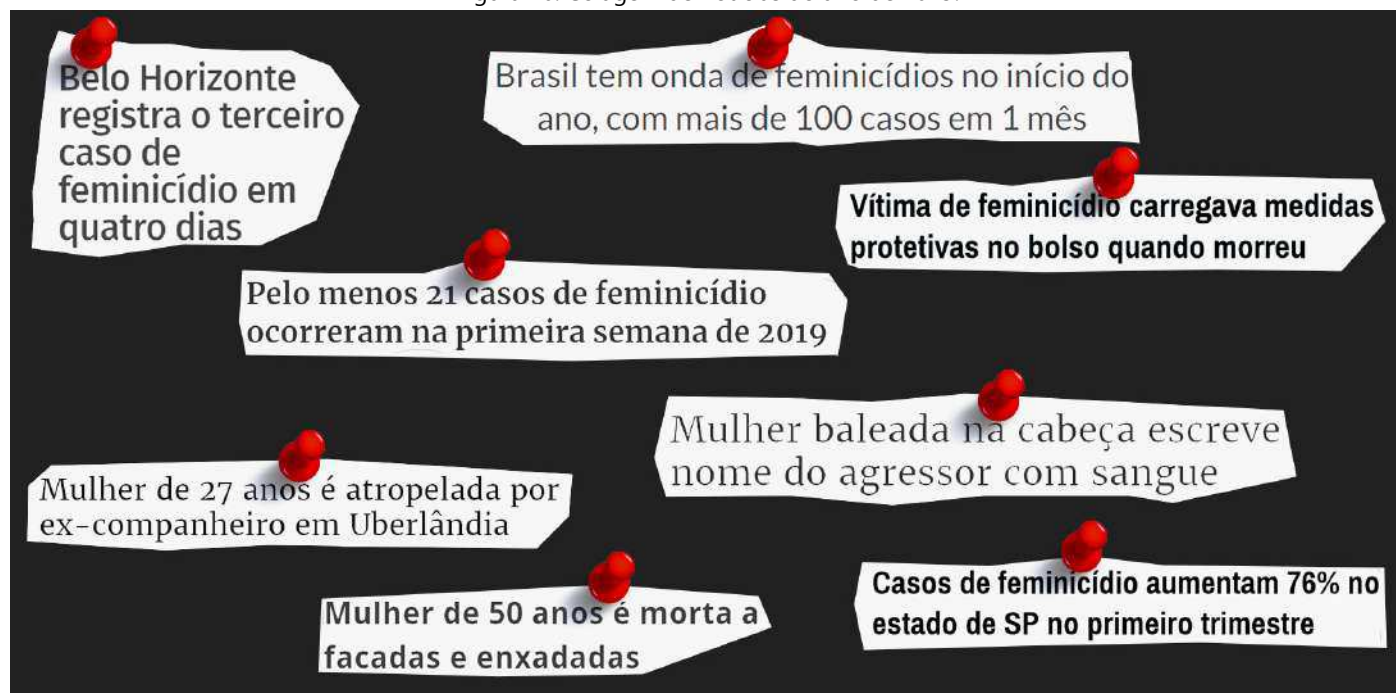 Belo Horizonte
registra o terceiro
caso de
feminicídio em
quatro dias
Brasil tem onda de feminicídios no início do
ano, com mais de 100 casos em 1 mês
Vítima de feminicídio carregava medidas
protetivas no bolso quando morreu
Pelo menos 21 casos de feminicídio
ocorreram na primeira semana de 2019
Mulher baleada na cabeça escreve
nome do agressor com sangue
Mulher de 27 anos é atropelada por
ex-companheiro em Uberlândia
Mulher de 50 anos é morta a
facadas e enxadadas
Casos de feminicídio aumentam 76% no
estado de SP no primeiro trimestre